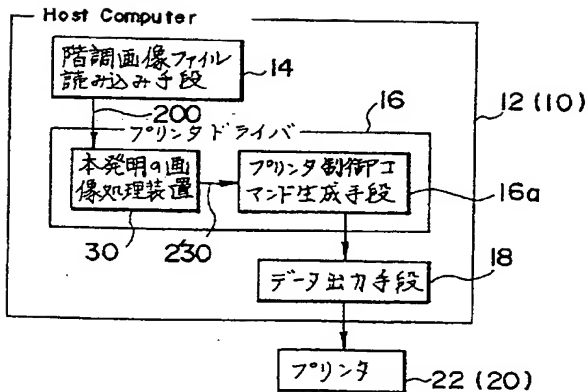 Host Computer
階調画像ファイル
読み込み手段
14
200
16
プリンタドライバ
12 (10)
本発明の画
像処理装置
プリンタ制御コ
マンド生成手段
16a
30
230
18
データ出力手段
プリンタ
22 (20)